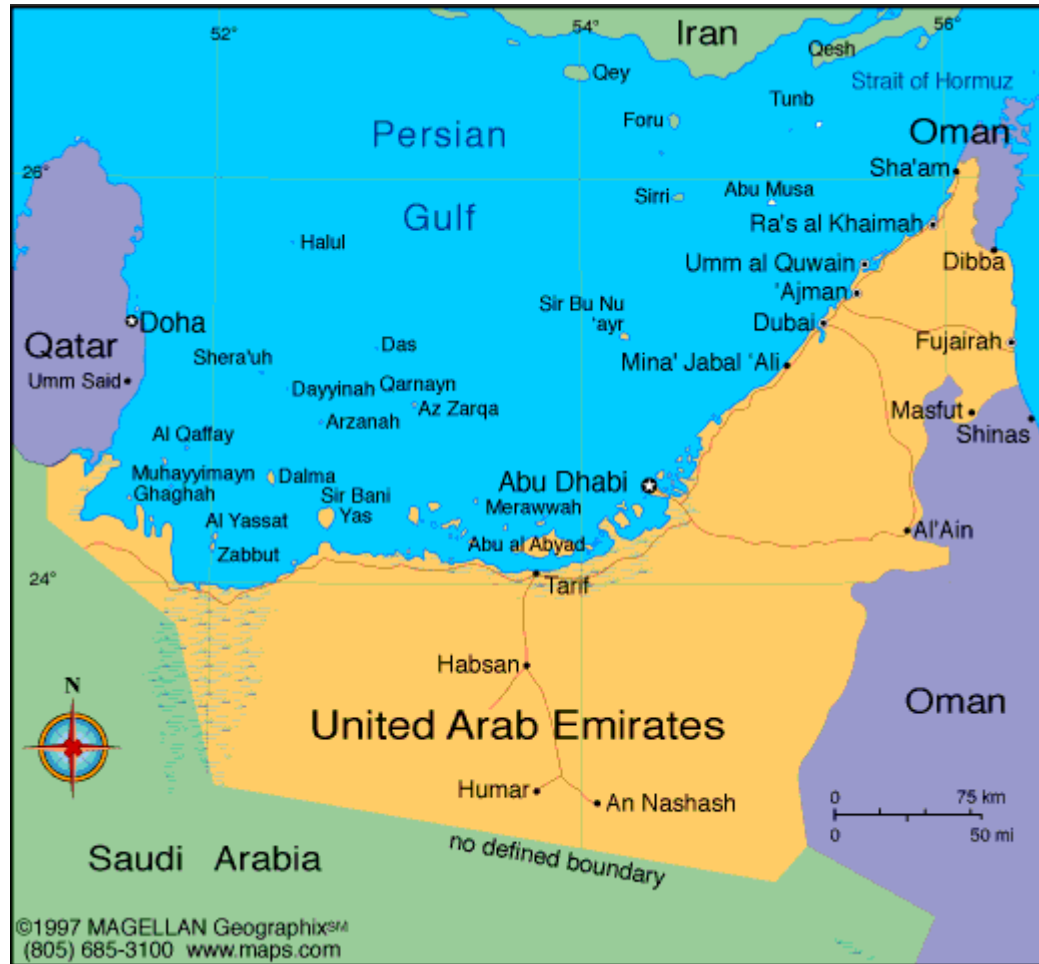 52°
54°
56°
Iran
Qesh
Qey
Strait of Hormuz
Tunb
Foru
Persian
Oman
26°
Sha'am
Sirri
Abu Musa
Gulf
Ra's al Khaimah
Halul
Umm al Quwain
Dibba
'Ajman
Sir Bu Nu
'ayr
Doha
Dubai
Qatar
Das
Fujairah
Shera'uh
Mina' Jabal 'Ali
Umm Said
Dayyinah
Qarnayn
Az Zarqa
Arzanah
Masfut
Shinas
Al Qaffay
Muhayyimayn
Dalma
Abu Dhabi
Ghaghah
Sir Bani
Yas
Merawwah
Al Yassat
Al'Ain
Abu al Abyad
Zabbut
24°
Tarif
Habsan
N
United Arab Emirates
Oman
Humar
An Nashash
0 75 km
0 50 mi
no defined boundary
Saudi Arabia
©1997 MAGELLAN Geographix℠
(805) 685-3100 www.maps.com